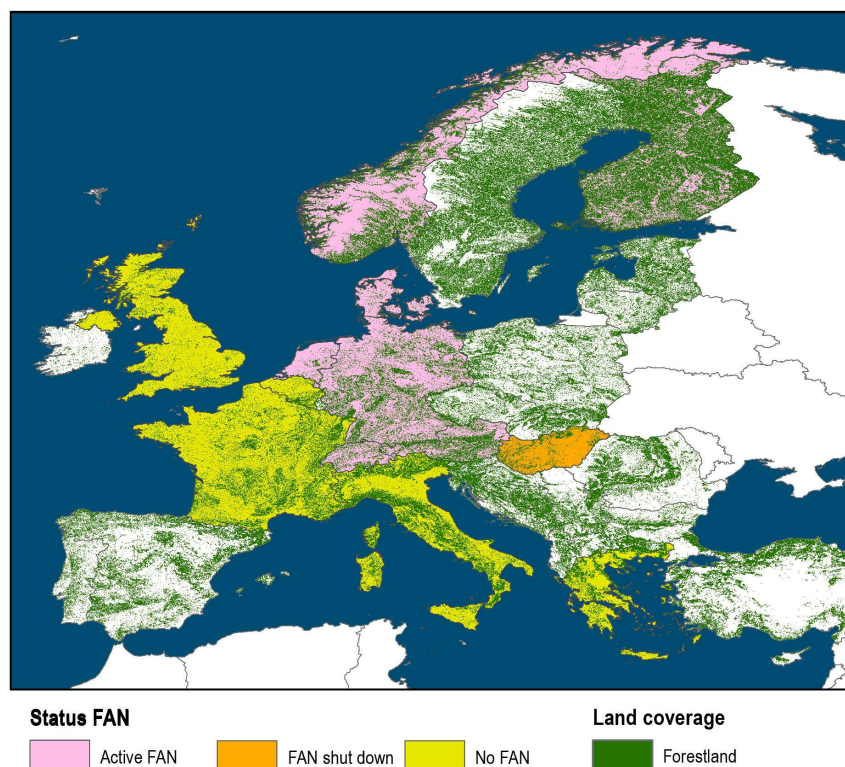 Status FAN
Land coverage
Active FAN
FAN shut down
No FAN
Forestland